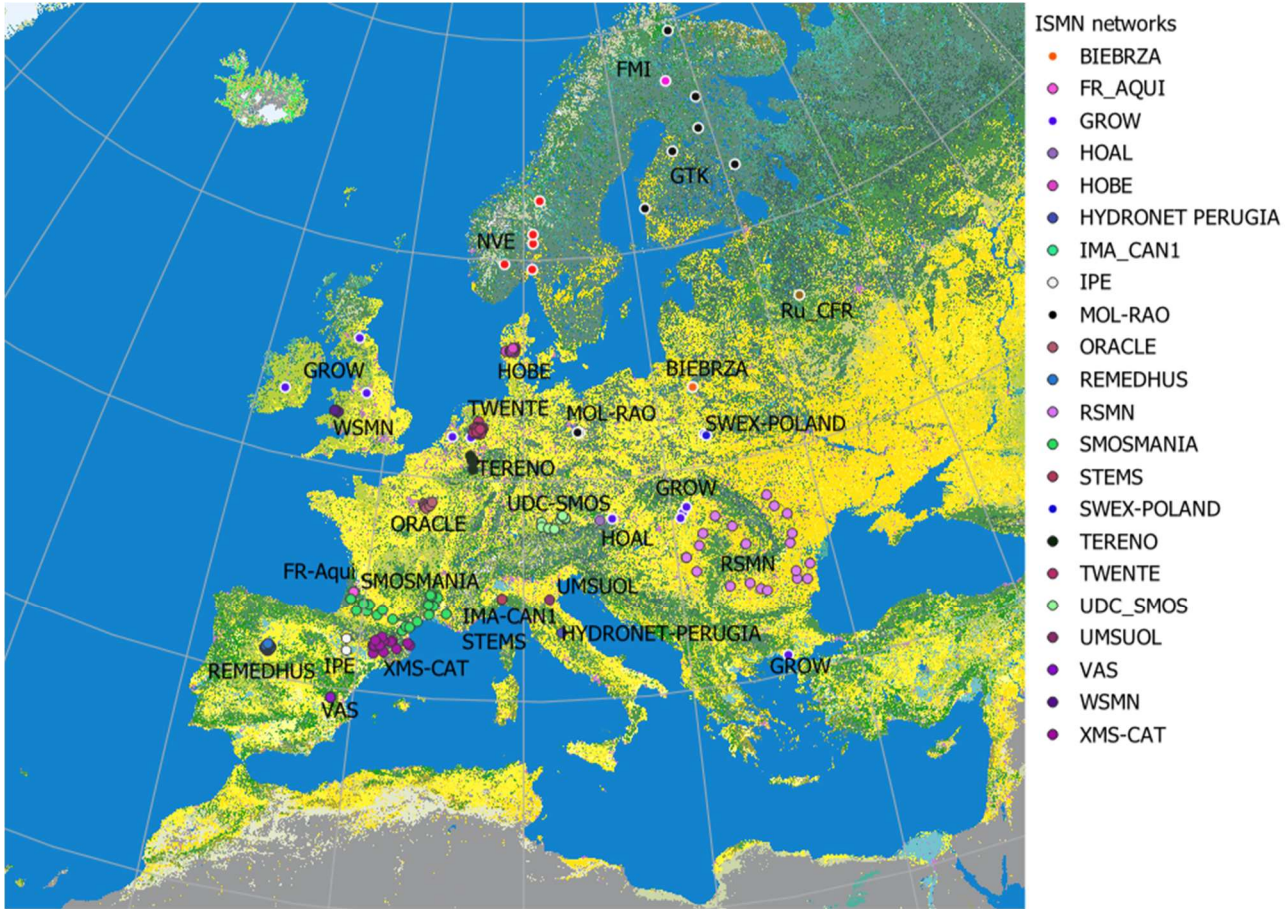 FMI
GTK
NVE
Ru_CFR
GROW
HOBE
BIEBRZA
WSMN
TWENTE
MOL-RAO
SWEX-POLAND
TERENO
GROW
ORACLE
UDC-SMOS
HOAL
RSMN
FR-Aqui
SMOSMANIA
UMSUOL
IMA-CAN1
STEMS
HYDRONET-PERUGIA
REMEDHUS
IPE
XMS-CAT
GROW
VAS
ISMN networks
BIEBRZA
FR_AQUI
GROW
HOAL
HOBE
HYDRONET PERUGIA
IMA_CAN1
IPE
MOL-RAO
ORACLE
REMEDHUS
RSMN
SMOSMANIA
STEMS
SWEX-POLAND
TERENO
TWENTE
UDC_SMOS
UMSUOL
VAS
WSMN
XMS-CAT